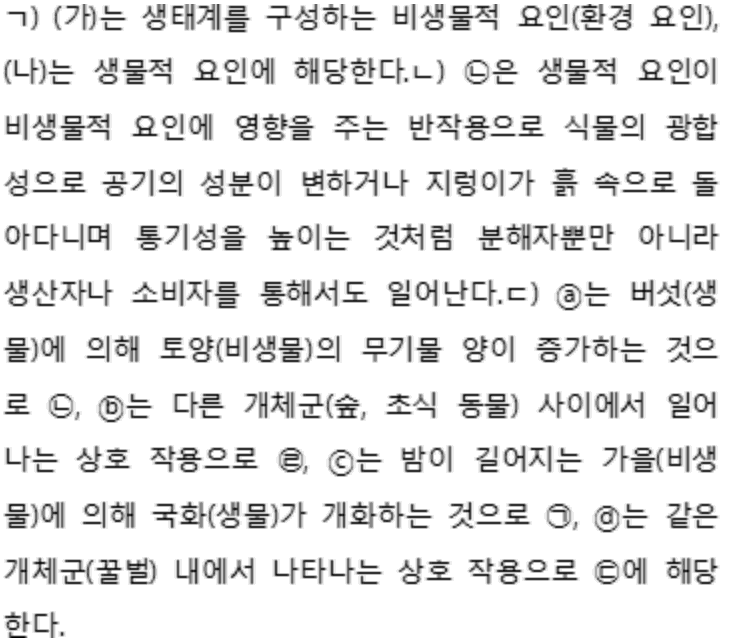 ㄱ) (가)는 생태계를 구성하는 비생물적 요인(환경 요인),
(나)는 생물적 요인에 해당한다.ㄴ) ㉡은 생물적 요인이
비생물적 요인에 영향을 주는 반작용으로 식물의 광합
성으로 공기의 성분이 변하거나 지렁이가 흙 속으로 돌
아다니며 통기성을 높이는 것처럼 분해자뿐만 아니라
생산자나 소비자를 통해서도 일어난다.ㄷ) ⓐ는 버섯(생
물)에 의해 토양(비생물)의 무기물 양이 증가하는 것으
로 ㉡, ⓑ는 다른 개체군(숲, 초식 동물) 사이에서 일어
나는 상호 작용으로 ㉣, ⓒ는 밤이 길어지는 가을(비생
물)에 의해 국화(생물)가 개화하는 것으로 ㉠, ⓓ는 같은
개체군(꿀벌) 내에서 나타나는 상호 작용으로 ㉢에 해당
한다.